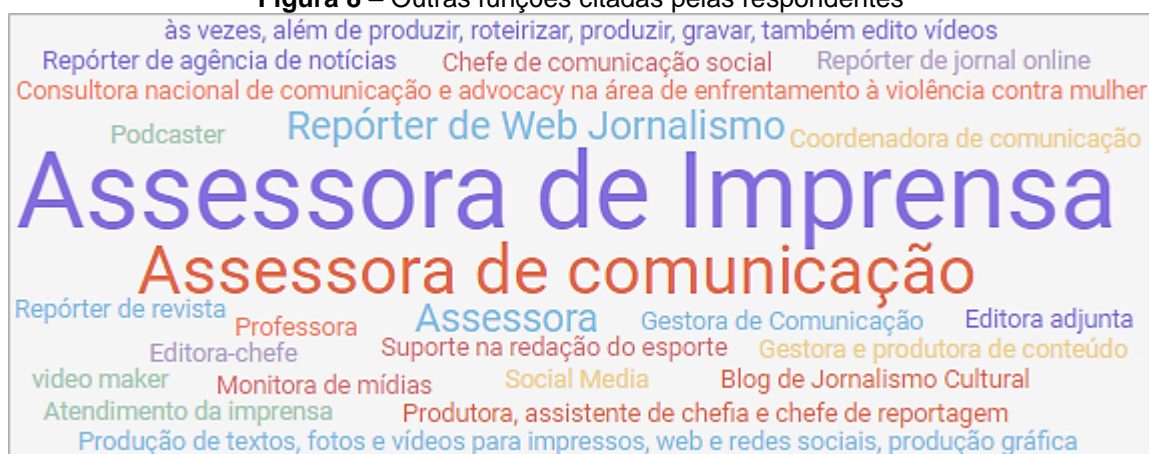 Figura 8 – Outras funções citadas pelas respondentes
às vezes, além de produzir, roteirizar, produzir, gravar, também edito vídeos
Repórter de agência de notícias Chefe de comunicação social Repórter de jornal online
Consultora nacional de comunicação e advocacy na área de enfrentamento à violência contra mulher
Podcaster Repórter de Web Jornalismo Coordenadora de comunicação
Assessora de Imprensa
Assessora de comunicação
Repórter de revista Professora Assessora Gestora de Comunicação Editora adjunta
Editora-chefe Suporte na redação do esporte Gestora e produtora de conteúdo
video maker Monitora de mídias Social Media Blog de Jornalismo Cultural
Atendimento da imprensa Produtora, assistente de chefia e chefe de reportagem
Produção de textos, fotos e vídeos para impressos, web e redes sociais, produção gráfica